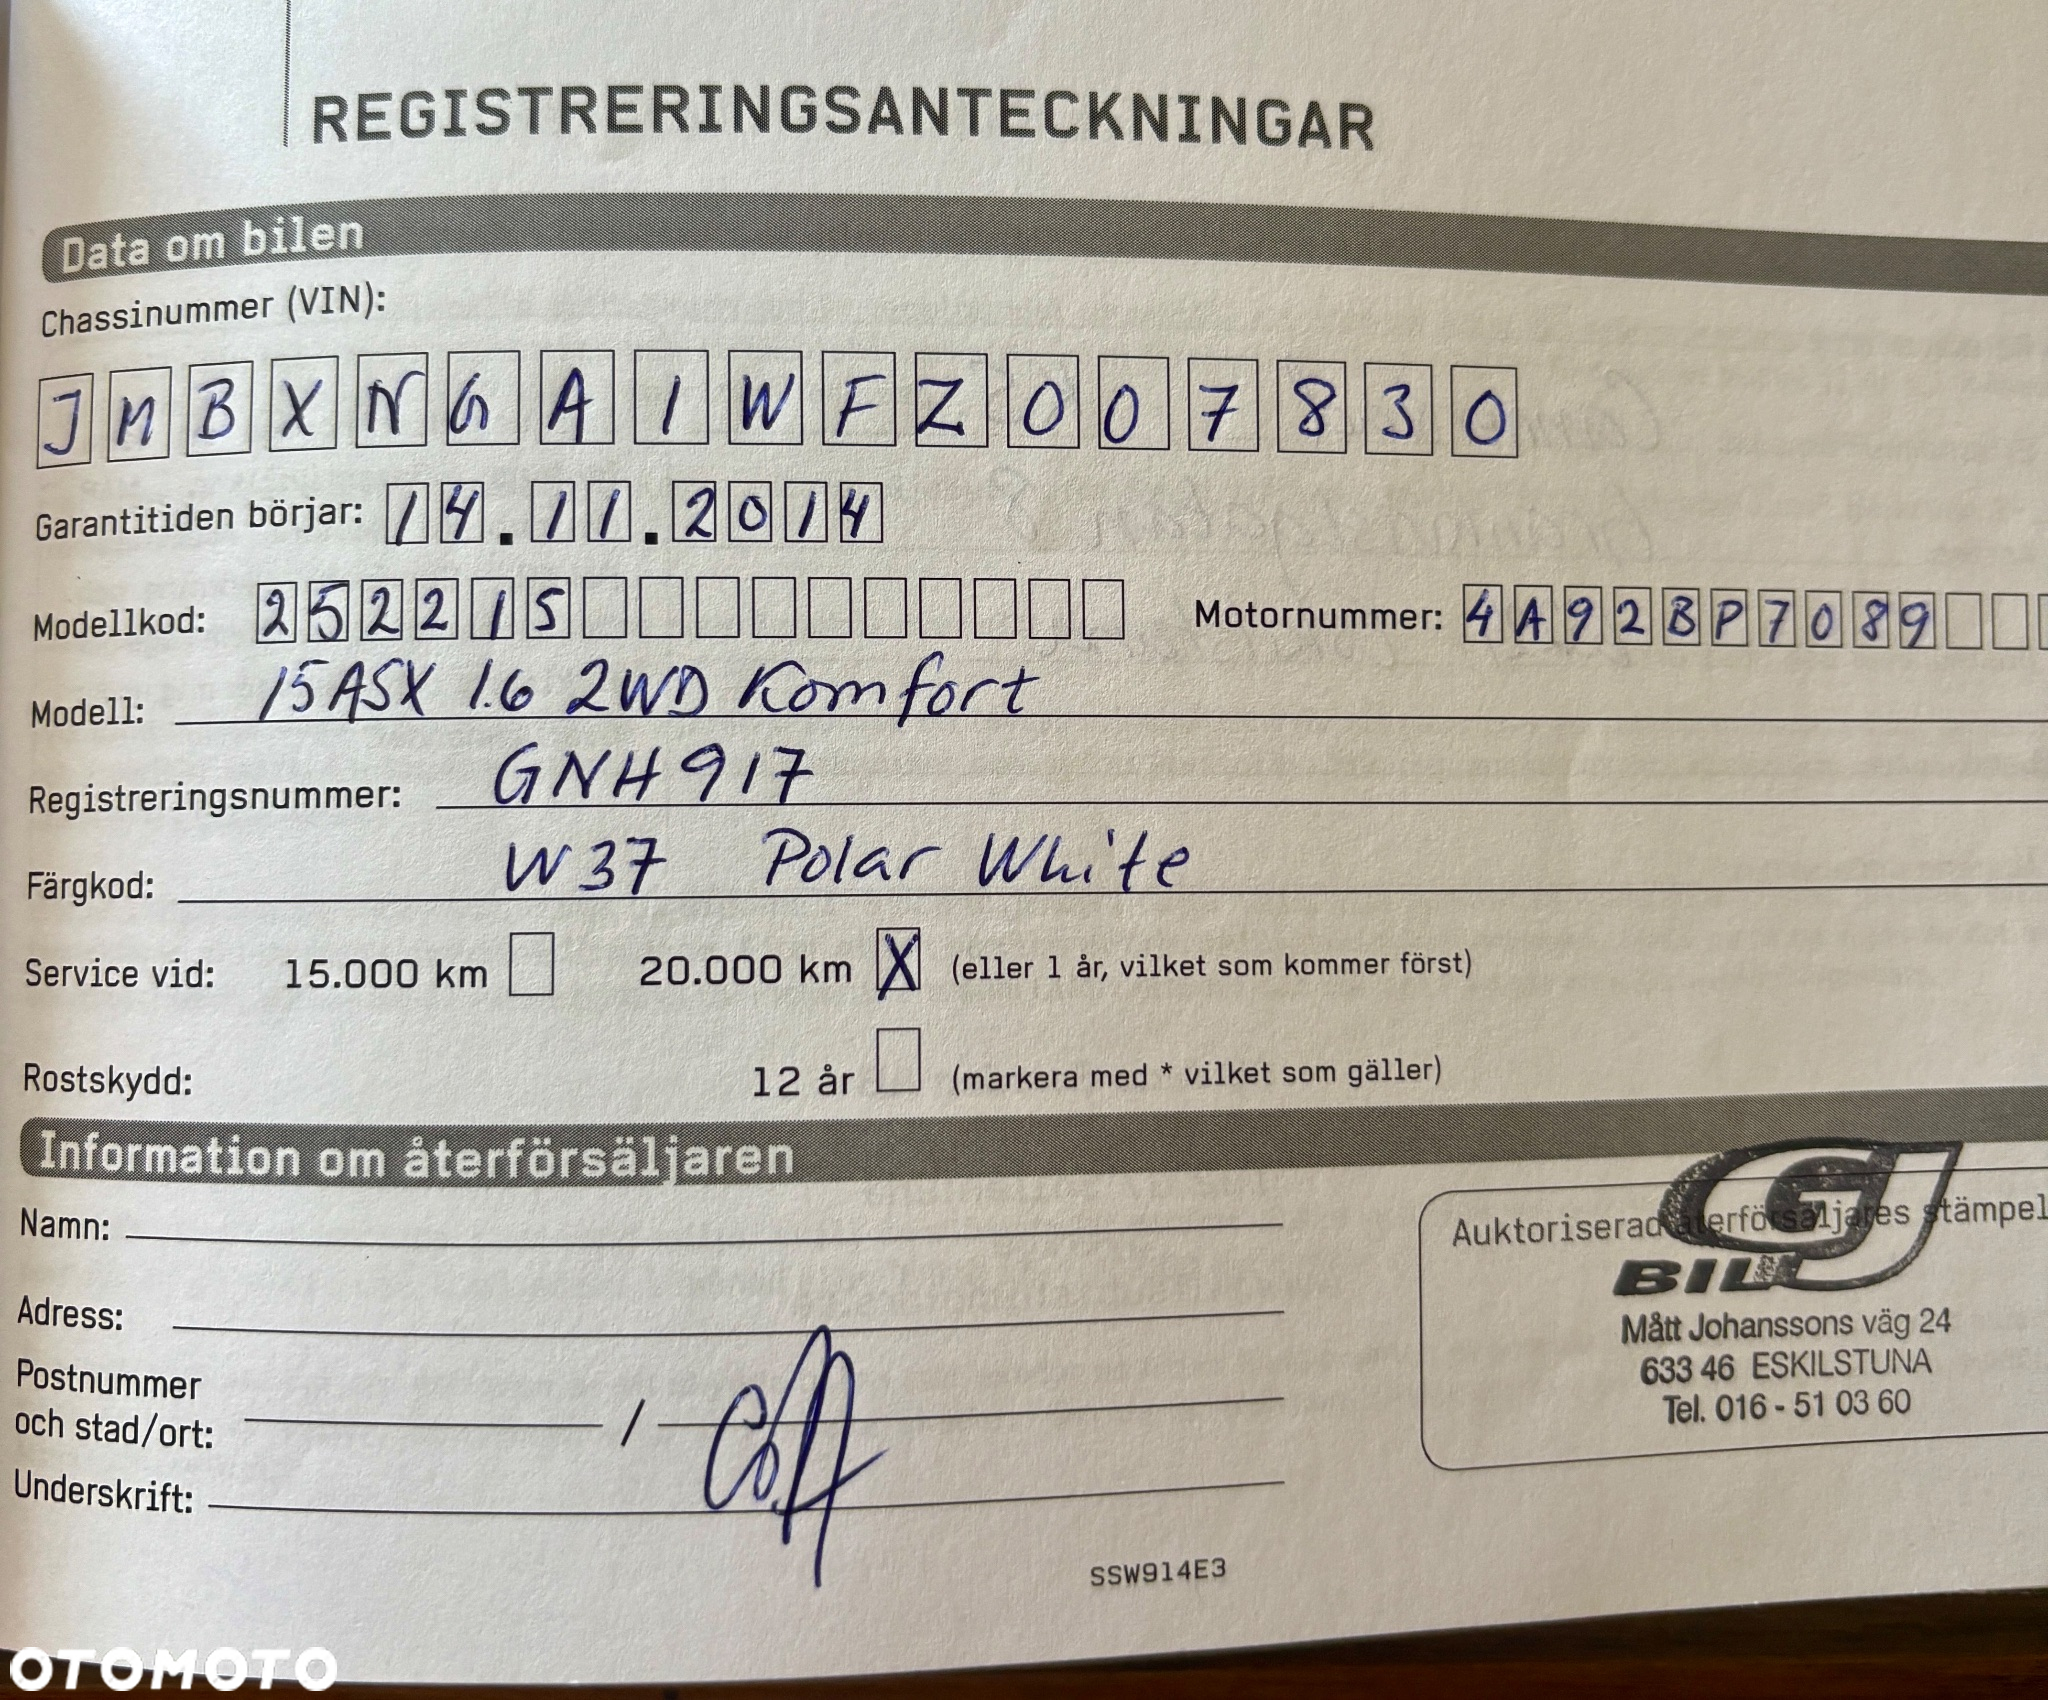 REGISTRERINGSANTECKNINGAR
Data om bilen
Chassinummer (VIN):
JMBXNGA1WFZ007830
Garantitiden börjar: 14.11.2014
Modellkod: 252215 Motornummer: 4A92BP7089
Modell: 15ASX 1.6 2WD Komfort
Registreringsnummer: GNH917
Färgkod: W37 Polar White
Service vid: 15.000 km 20.000 km X (eller 1 år, vilket som kommer först)
Rostskydd: 12 år (markera med * vilket som gäller)
Information om återförsäljaren
Namn:
Auktoriserad återförsäljares stämpel
GJ
BIL
Adress:
Mått Johanssons väg 24
633 46 ESKILSTUNA
Tel. 016 - 51 03 60
Postnummer
och stad/ort: /
Underskrift:
SSW914E3
OTOMOTO